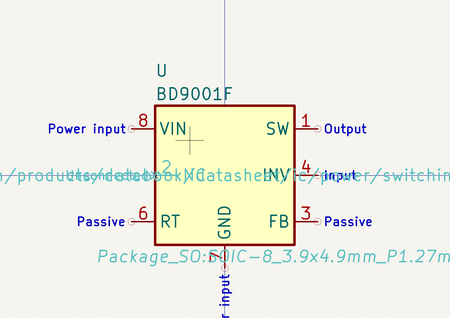 U
BD9001F
Power input 8 VIN SW 1 Output
n/products/databook/datasheet/ic/power/switchin
2 NC INV 4 Input
Passive 6 RT FB 3 Passive
GND
7
Package_SO:SOIC-8_3.9x4.9mm_P1.27m
r input